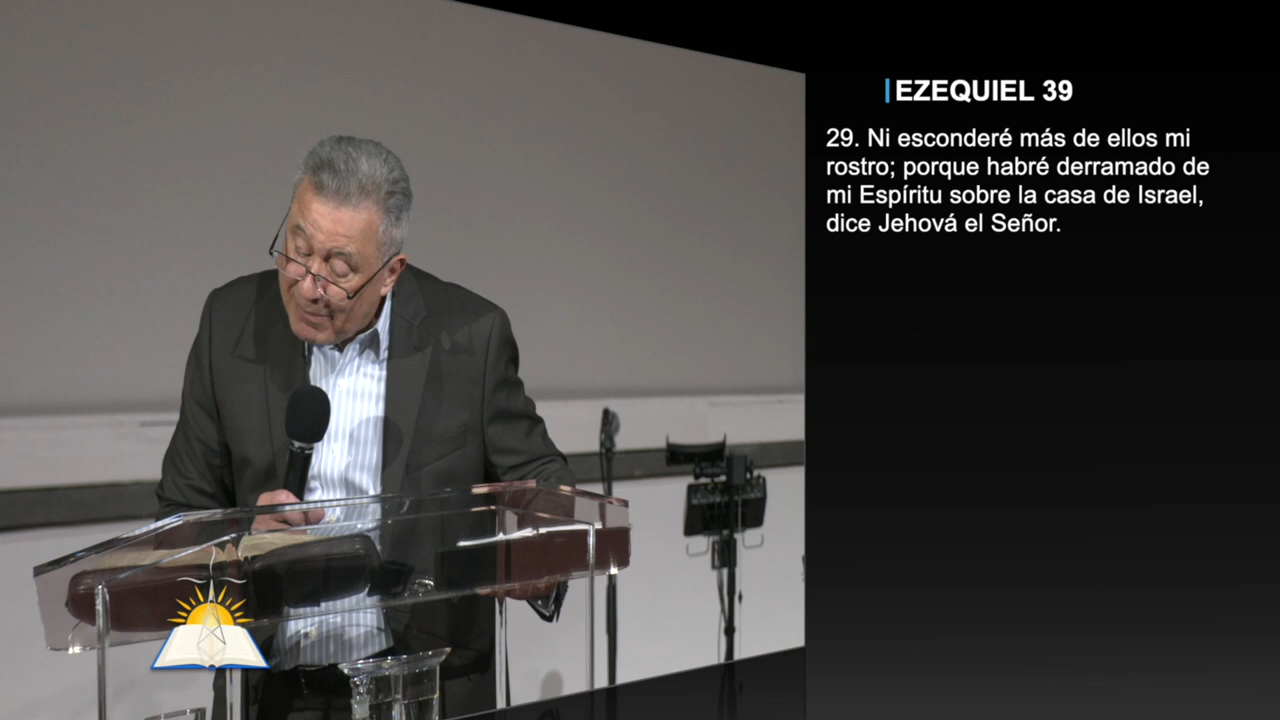 EZEQUIEL 39
29. Ni esconderé más de ellos mi
rostro; porque habré derramado de
mi Espíritu sobre la casa de Israel,
dice Jehová el Señor.